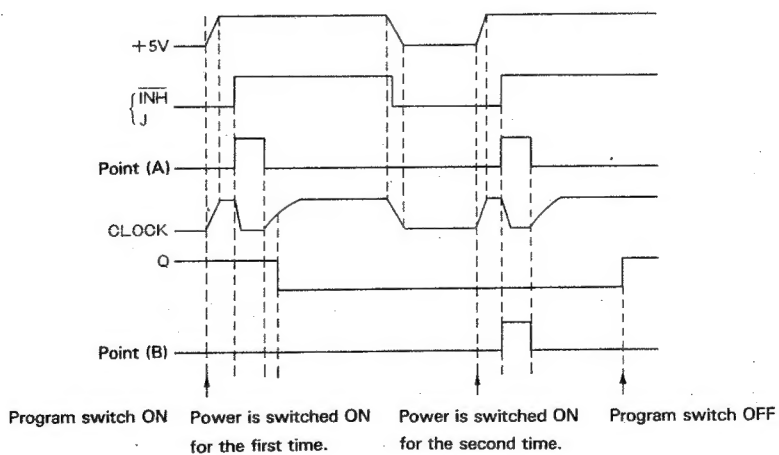 +5V
INH
J
Point (A)
CLOCK
Q
Point (B)
Program switch ON
Power is switched ON
for the first time.
Power is switched ON
for the second time.
Program switch OFF